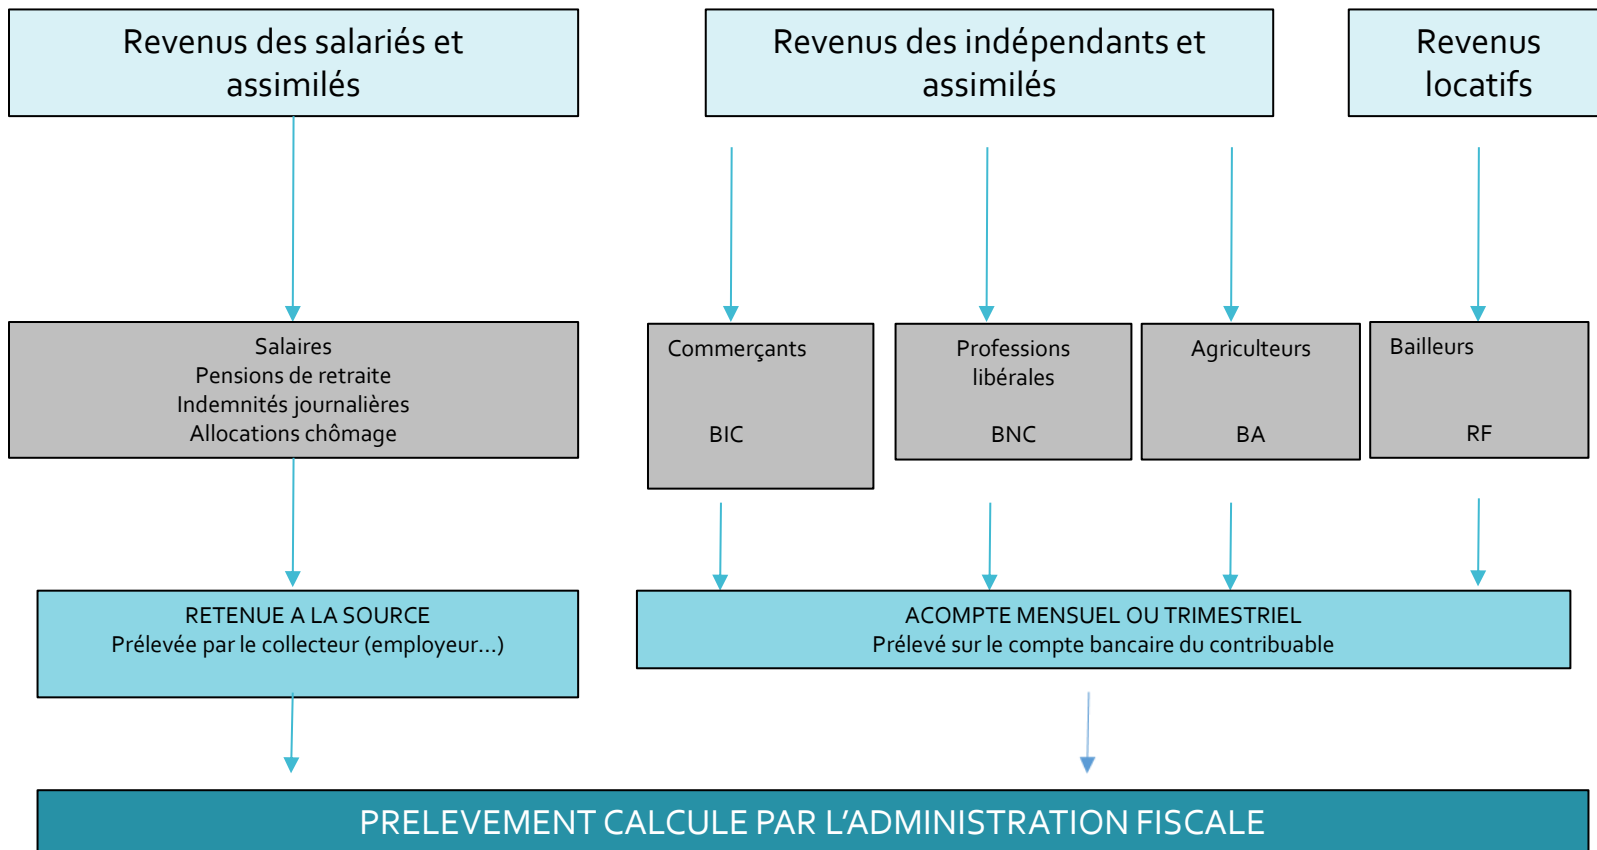 Revenus des salariés et
assimilés
Revenus des indépendants et
assimilés
Revenus
locatifs
Salaires
Pensions de retraite
Indemnités journalières
Allocations chômage
Commerçants
BIC
Professions
libérales
BNC
Agriculteurs
BA
Bailleurs
RF
RETENUE A LA SOURCE
Prélevée par le collecteur (employeur...)
ACOMPTE MENSUEL OU TRIMESTRIEL
Prélevé sur le compte bancaire du contribuable
PRELEVEMENT CALCULE PAR L'ADMINISTRATION FISCALE